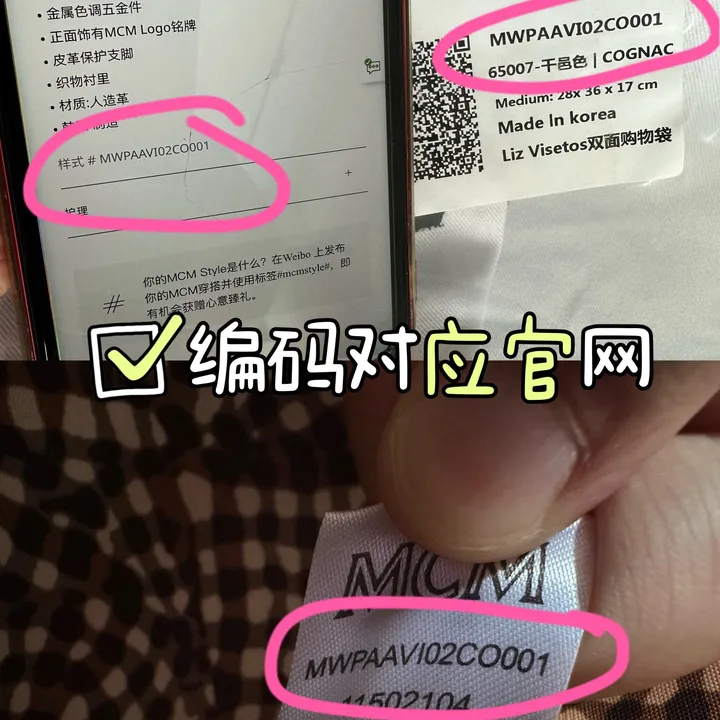 • 金属色调五金件
• 正面饰有MCM Logo名牌
• 皮革保护支脚
• 织物衬里
• 材质:人造革
制造
样式 # MWPAAVI02CO001
+
护理
#
你的MCM Style是什么？在Weibo 上发布
你的MCM穿搭并使用标签#mcmstyle#，即
有机会获赠心意臻礼。
MWPAAVI02CO001
65007-干邑色 | COGNAC
Medium: 28x 36 x 17 cm
Made In korea
Liz Visetos双面购物袋
编码对应官网
MCM
MWPAAVI02CO001
11502104